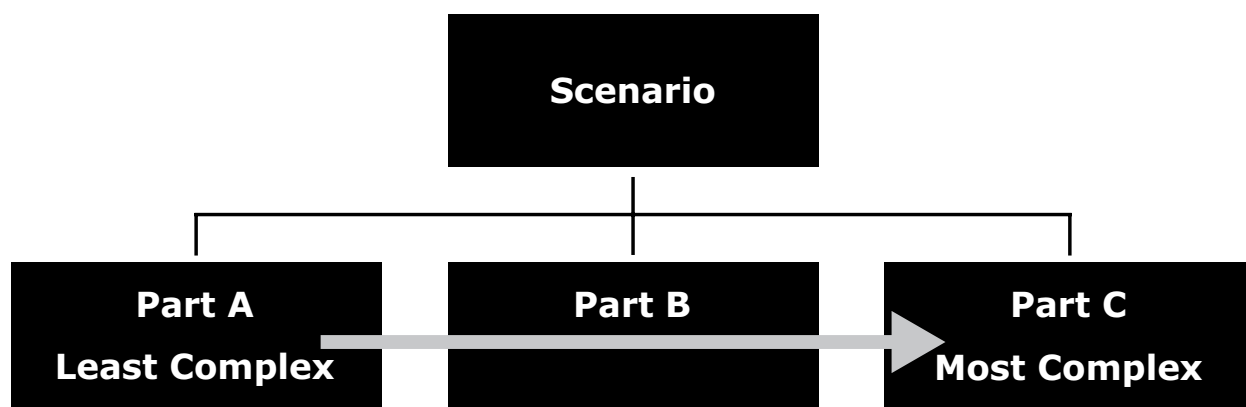 Scenario
Part A
Least Complex
Part B
Part C
Most Complex